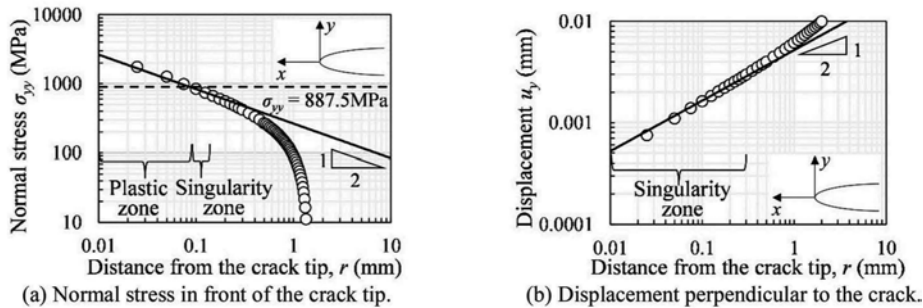 10000
1000
100
10
Normal stress σyy (MPa)
y
x
σyy = 887.5MPa
1
2
Plastic zone
Singularity zone
0.01 0.1 1 10
Distance from the crack tip, r (mm)
(a) Normal stress in front of the crack tip.
0.01
0.001
0.0001
Displacement uy (mm)
1
2
Singularity
zone
y
x
0.01 0.1 1 10
Distance from the crack tip, r (mm)
(b) Displacement perpendicular to the crack.